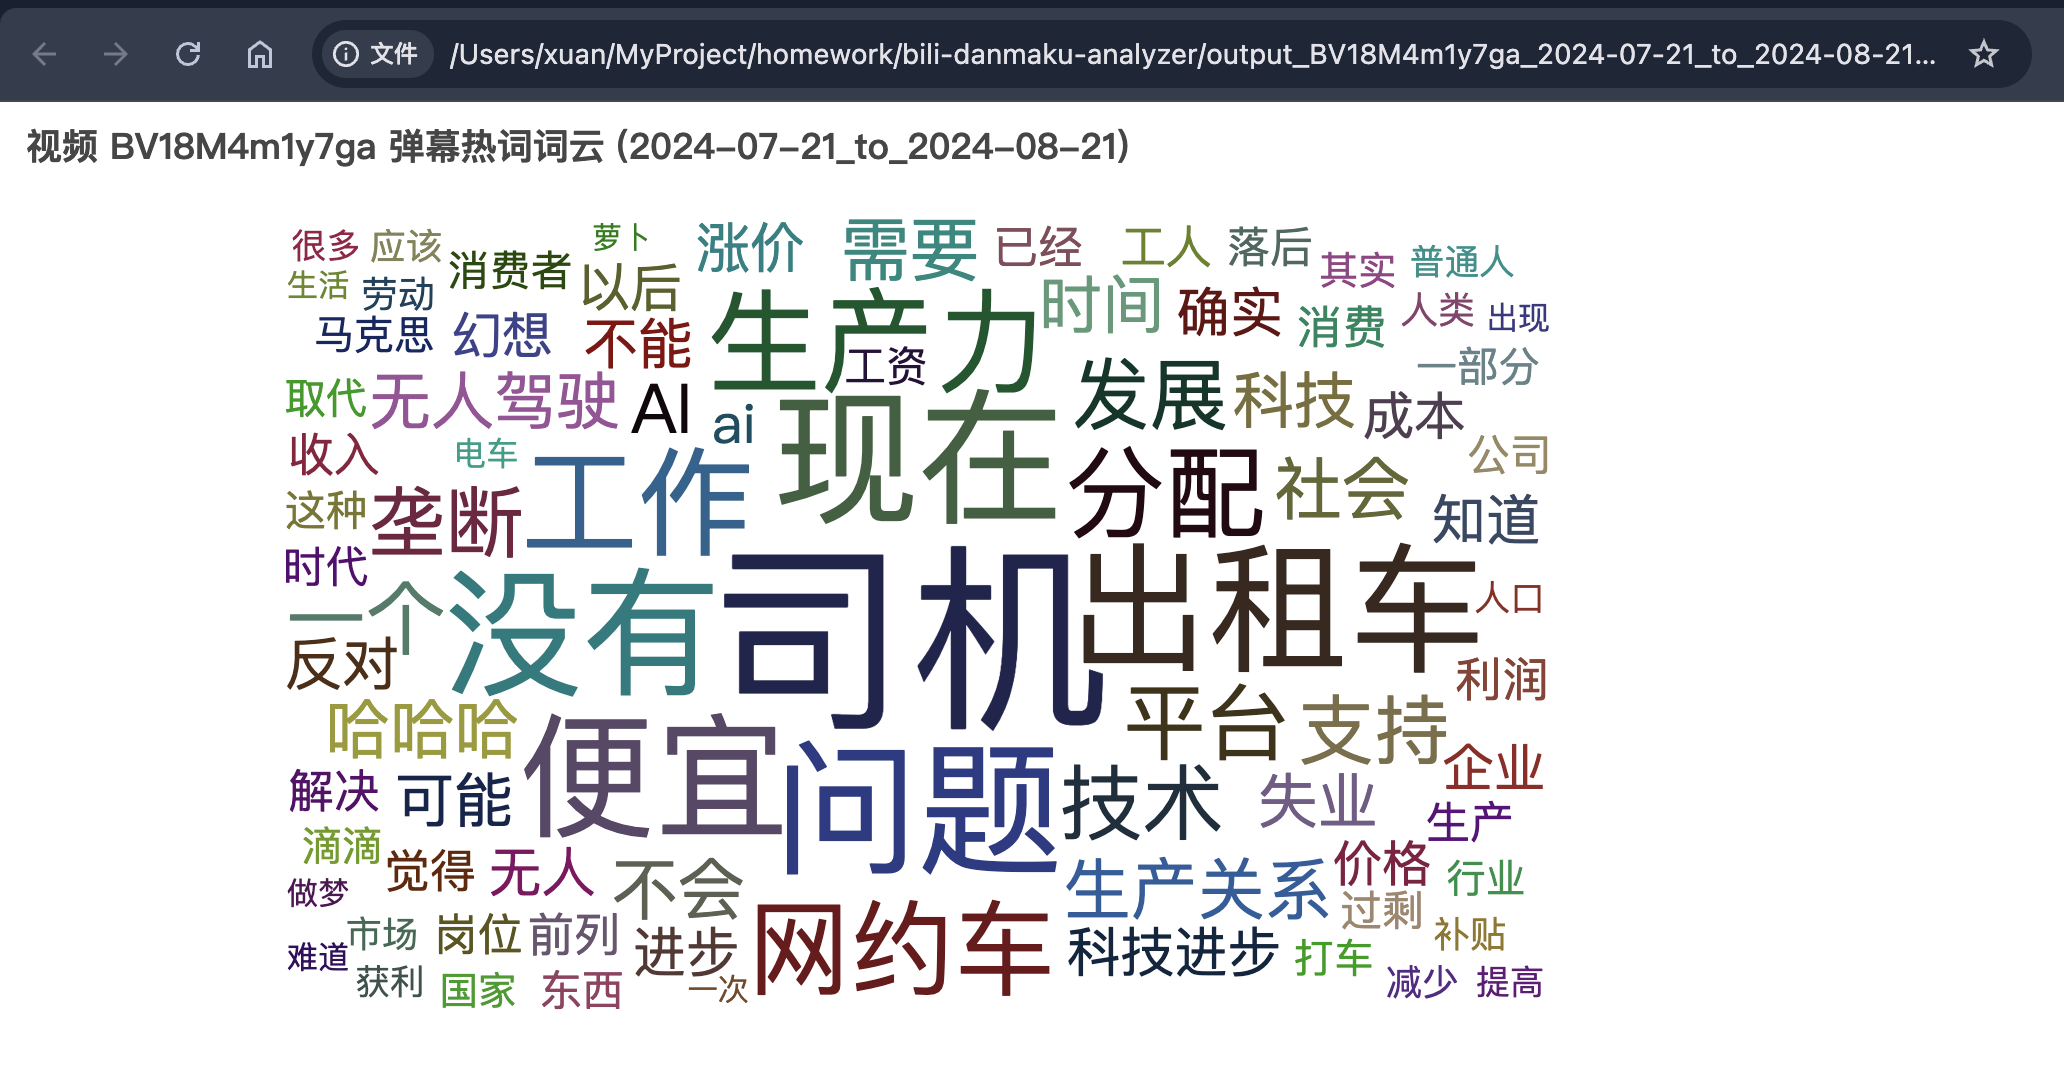 文件 /Users/xuan/MyProject/homework/bili-danmaku-analyzer/output_BV18M4m1y7ga_2024-07-21_to_2024-08-21...
视频 BV18M4m1y7ga 弹幕热词词云 (2024-07-21_to_2024-08-21)
很多 应该 萝卜 涨价 需要 已经 工人 落后 其实 普通人
生活 劳动 消费者 以后 时间 确实 消费 人类 出现
马克思 幻想 不能 生产力 工资 一部分
取代 无人驾驶 AI ai 现在 发展 科技 成本
收入 电车 工作 分配 社会 公司
这种 垄断 知道
时代 一个 没有 司机 出租车 人口
反对 利润
哈哈哈 便宜 问题 平台 支持 企业
解决 可能 技术 失业 生产
滴滴 觉得 无人 不会 生产关系 价格 行业
做梦 过剩
市场 岗位 前列 进步 网约车 科技进步 打车 补贴
难道 获利 国家 东西 一次 减少 提高